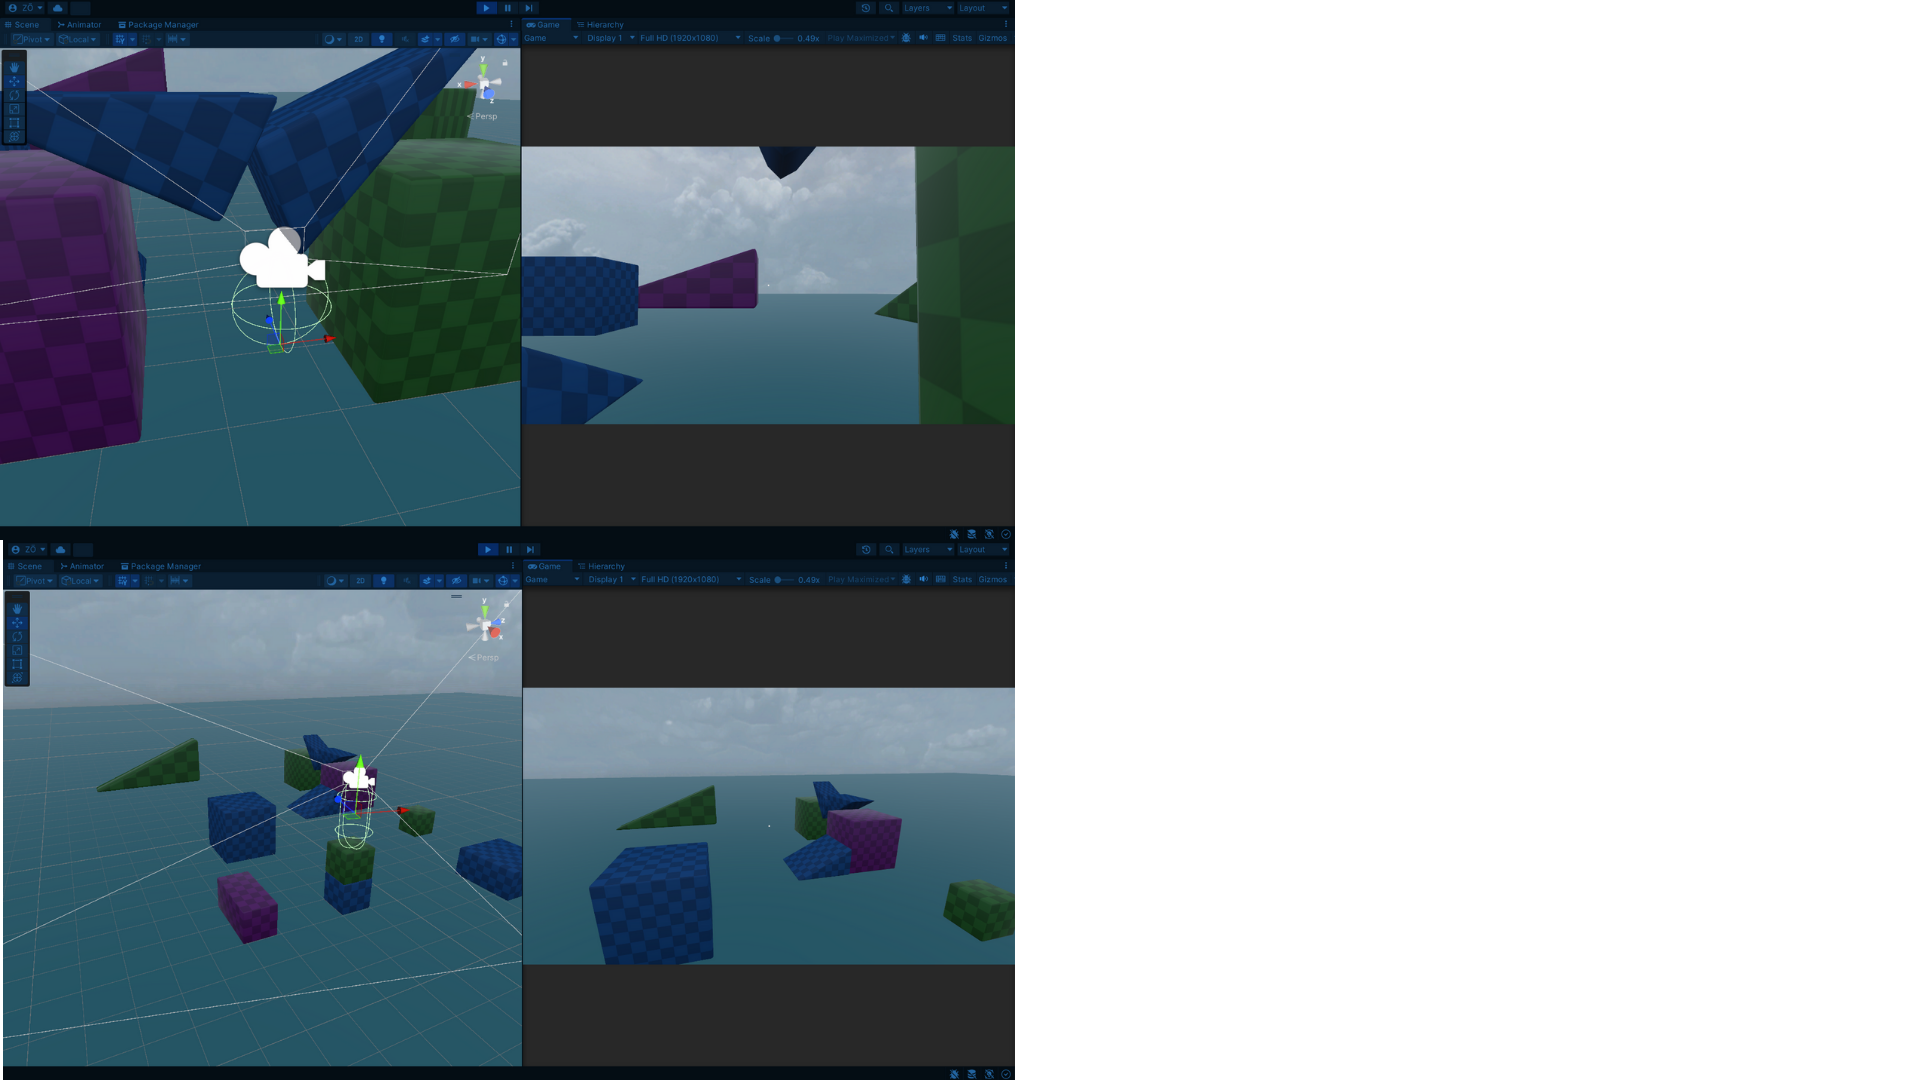 ZÖ Layers Layout
Scene Animator Package Manager Game Hierarchy
Pivot Local 2D Game Display 1 Full HD (1920x1080) Scale 0.49x Play Maximized Stats Gizmos
y
x
z
< Persp
ZÖ Layers Layout
Scene Animator Package Manager Game Hierarchy
Pivot Local 2D Game Display 1 Full HD (1920x1080) Scale 0.49x Play Maximized Stats Gizmos
y
z
x
< Persp